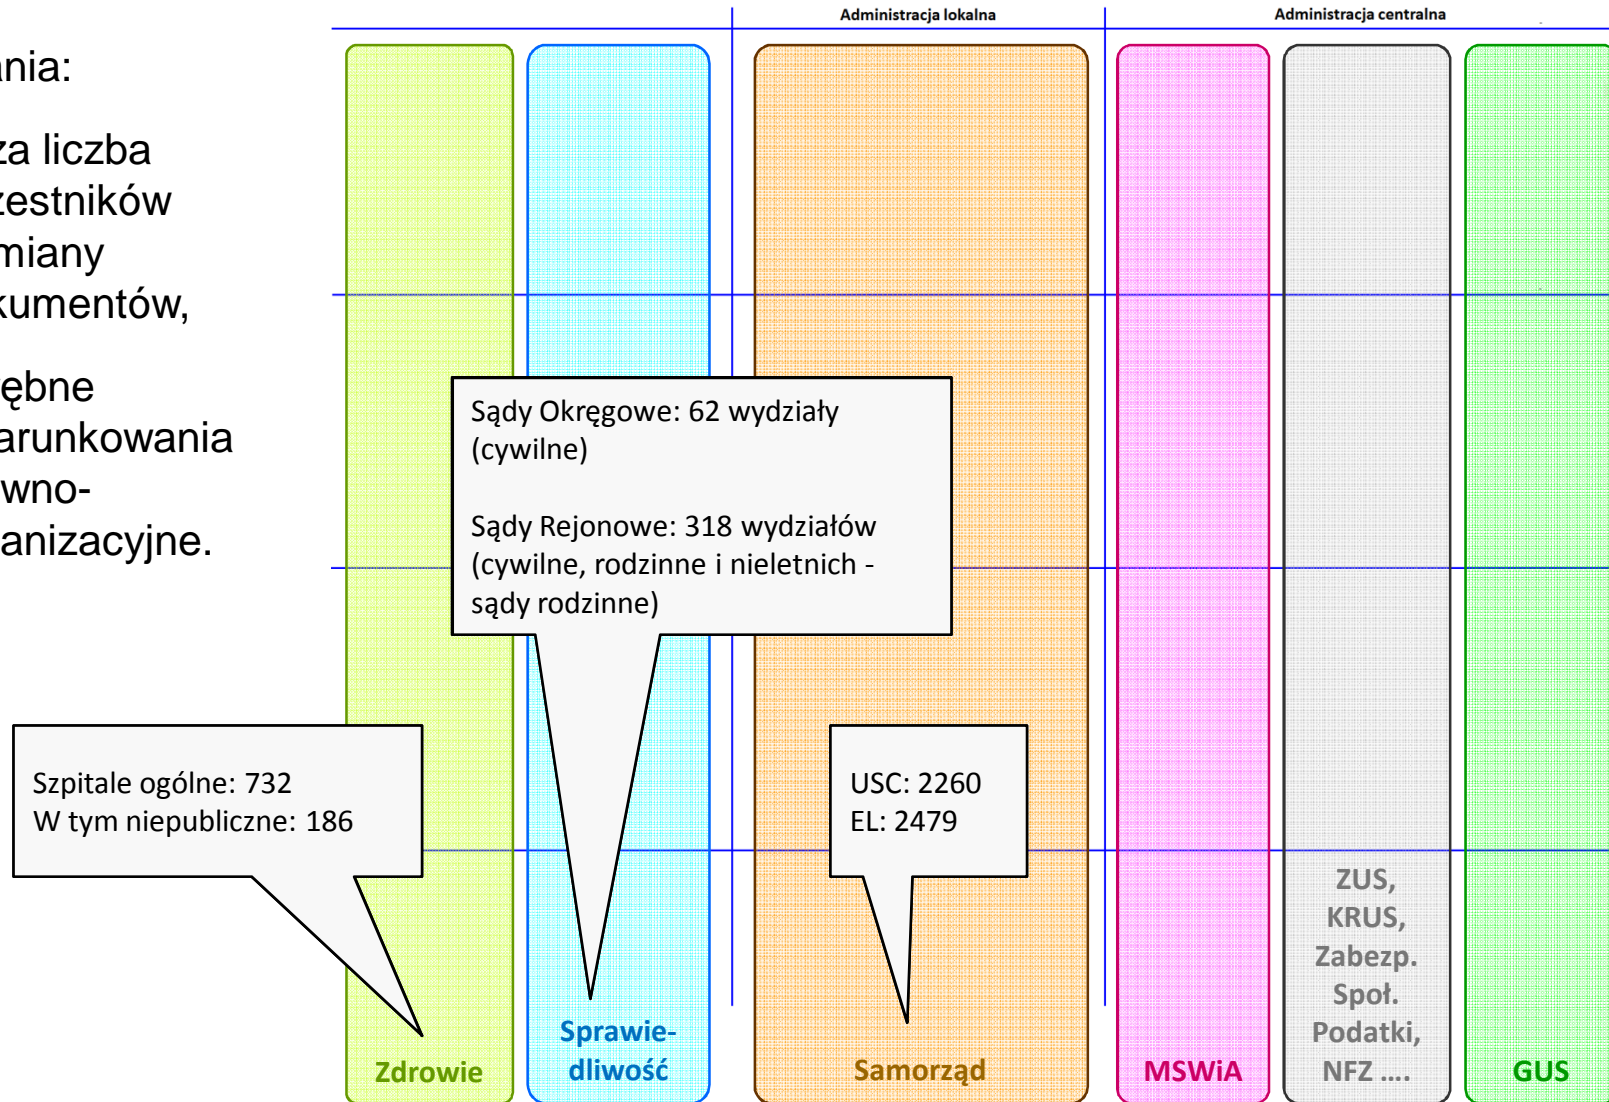 Administracja lokalna
Administracja centralna
ania:
za liczba
zestników
miany
kumentów,
ębne
arunkowania
wno-
anizacyjne.
Sądy Okręgowe: 62 wydziały
(cywilne)
Sądy Rejonowe: 318 wydziałów
(cywilne, rodzinne i nieletnich -
sądy rodzinne)
Szpitale ogólne: 732
W tym niepubliczne: 186
USC: 2260
EL: 2479
Zdrowie
Sprawie-
dliwość
Samorząd
MSWiA
ZUS,
KRUS,
Zabezp.
Społ.
Podatki,
NFZ ....
GUS